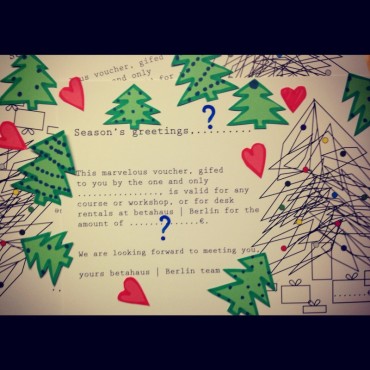 us voucher, gifed
and only
for
?
Season's greetings,..........
This marvelous voucher, gifed
to you by the one and only
................, is valid for any
course or workshop, or for desk
rentals at betahaus | Berlin for the
amount of ..............€.
?
We are looking forward to meeting you,
yours betahaus | Berlin team